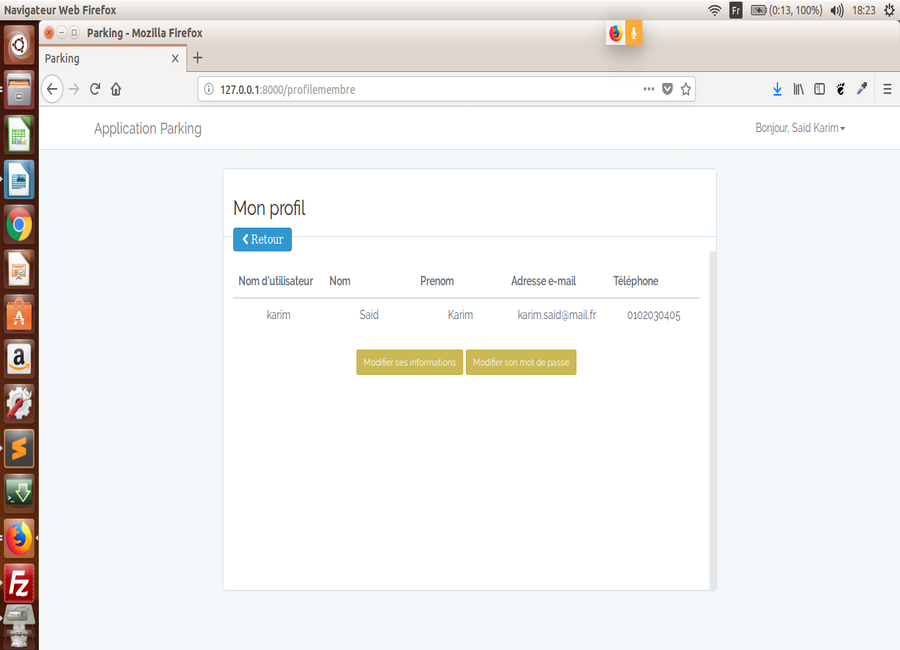 Navigateur Web Firefox
Fr
(0:13, 100%)
18:23
Parking - Mozilla Firefox
Parking
127.0.0.1:8000/profilemembre
Application Parking
Bonjour, Said Karim
Mon profil
Retour
Nom d'utilisateur Nom Prenom Adresse e-mail Téléphone
karim Said Karim karim.said@mail.fr 0102030405
Modifier ses informations Modifier son mot de passe